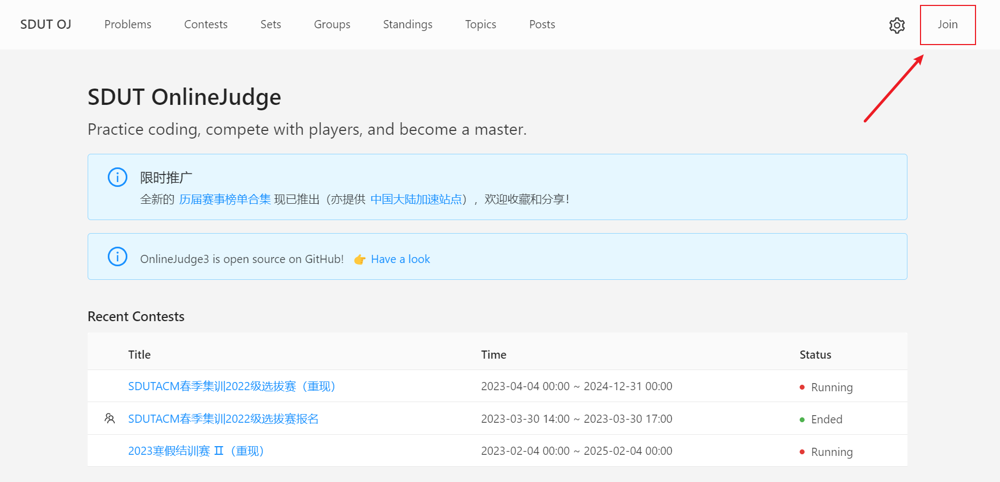 SDUT OJ Problems Contests Sets Groups Standings Topics Posts Join
SDUT OnlineJudge
Practice coding, compete with players, and become a master.
限时推广
全新的 历届赛事榜单合集 现已推出（亦提供 中国大陆加速站点），欢迎收藏和分享！
OnlineJudge3 is open source on GitHub! 👉 Have a look
Recent Contests
Title Time Status
SDUTACM春季集训|2022级选拔赛（重现） 2023-04-04 00:00 ~ 2024-12-31 00:00 Running
SDUTACM春季集训|2022级选拔赛报名 2023-03-30 14:00 ~ 2023-03-30 17:00 Ended
2023寒假结训赛 Ⅱ（重现） 2023-02-04 00:00 ~ 2025-02-04 00:00 Running